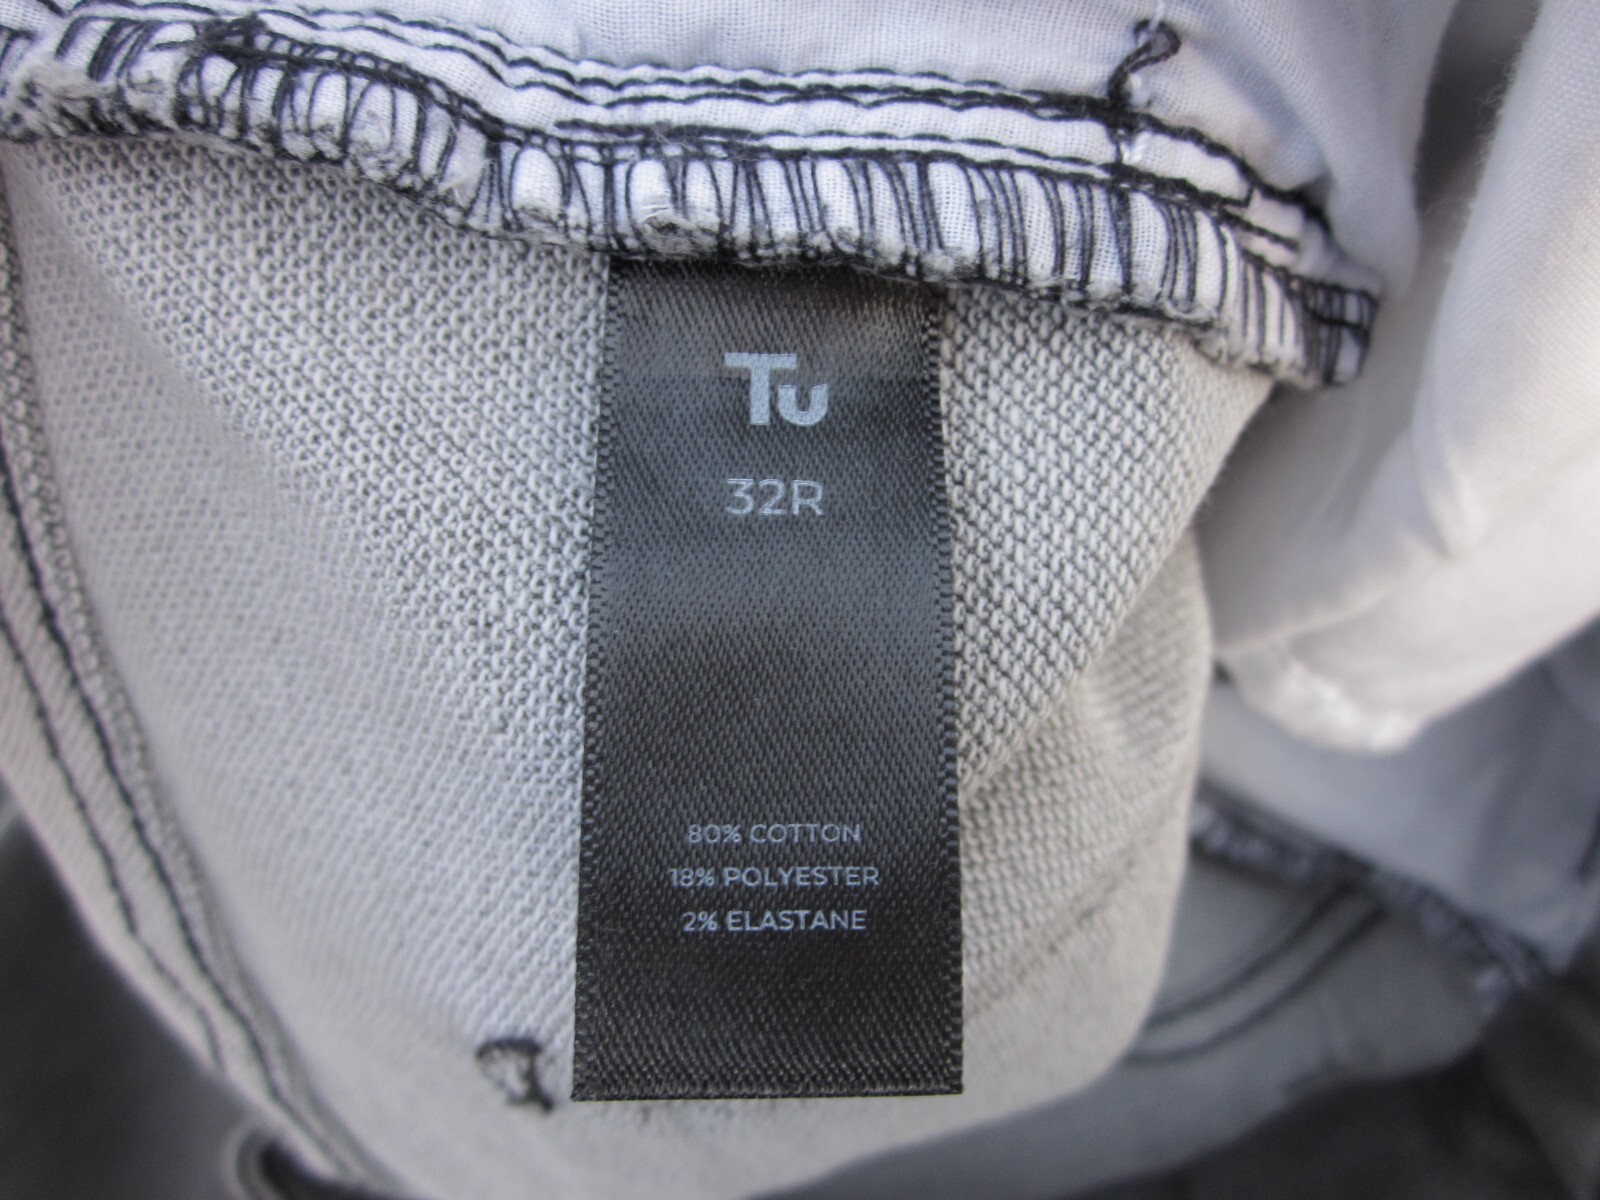 Tu
32R
80% COTTON
18% POLYESTER
2% ELASTANE